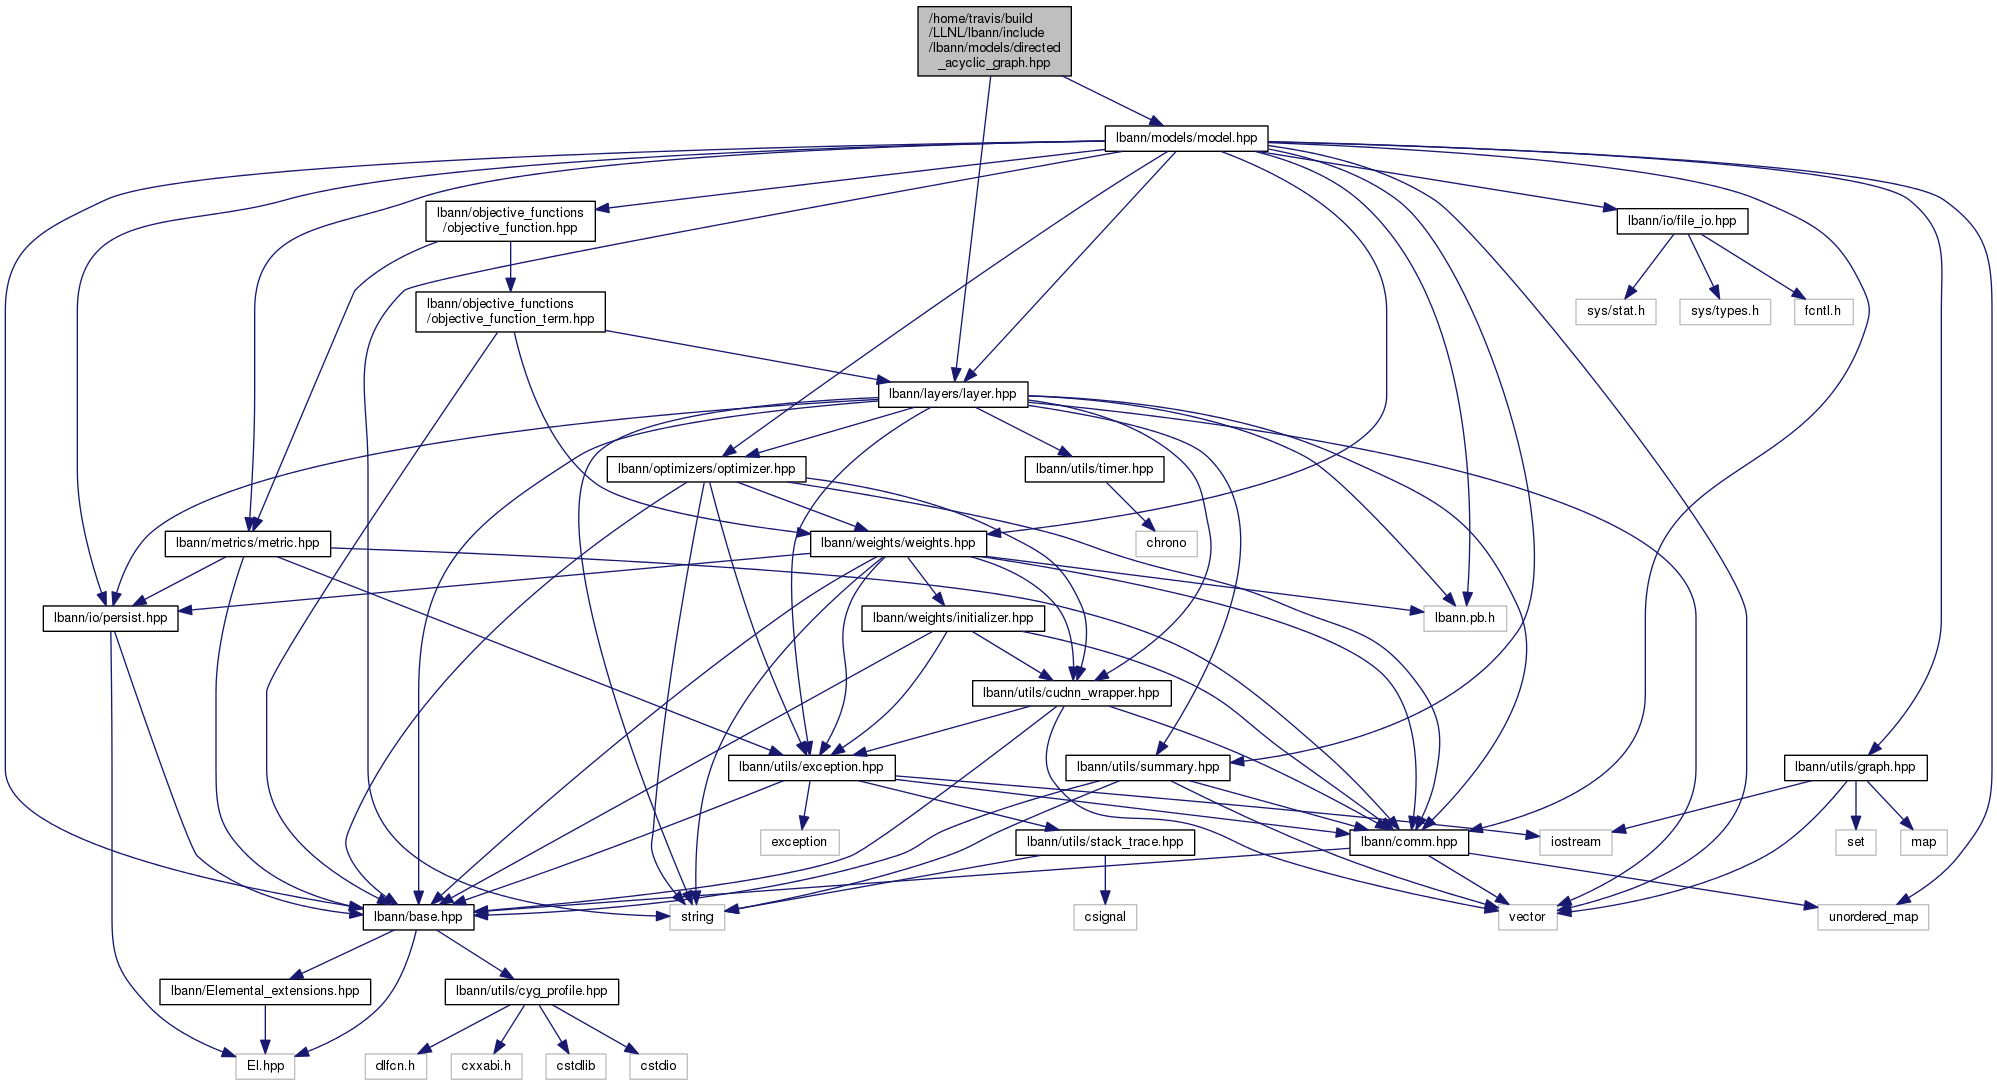 /home/travis/build
/LLNL/lbann/include
/lbann/models/directed
_acyclic_graph.hpp
lbann/models/model.hpp
lbann/objective_functions
/objective_function.hpp
lbann/io/file_io.hpp
lbann/objective_functions
/objective_function_term.hpp
sys/stat.h
sys/types.h
fcntl.h
lbann/layers/layer.hpp
lbann/optimizers/optimizer.hpp
lbann/utils/timer.hpp
lbann/metrics/metric.hpp
lbann/weights/weights.hpp
chrono
lbann/io/persist.hpp
lbann/weights/initializer.hpp
lbann.pb.h
lbann/utils/cudnn_wrapper.hpp
lbann/utils/exception.hpp
lbann/utils/summary.hpp
lbann/utils/graph.hpp
exception
lbann/utils/stack_trace.hpp
lbann/comm.hpp
iostream
set
map
lbann/base.hpp
string
csignal
vector
unordered_map
lbann/Elemental_extensions.hpp
lbann/utils/cyg_profile.hpp
El.hpp
dlfcn.h
cxxabi.h
cstdlib
cstdio